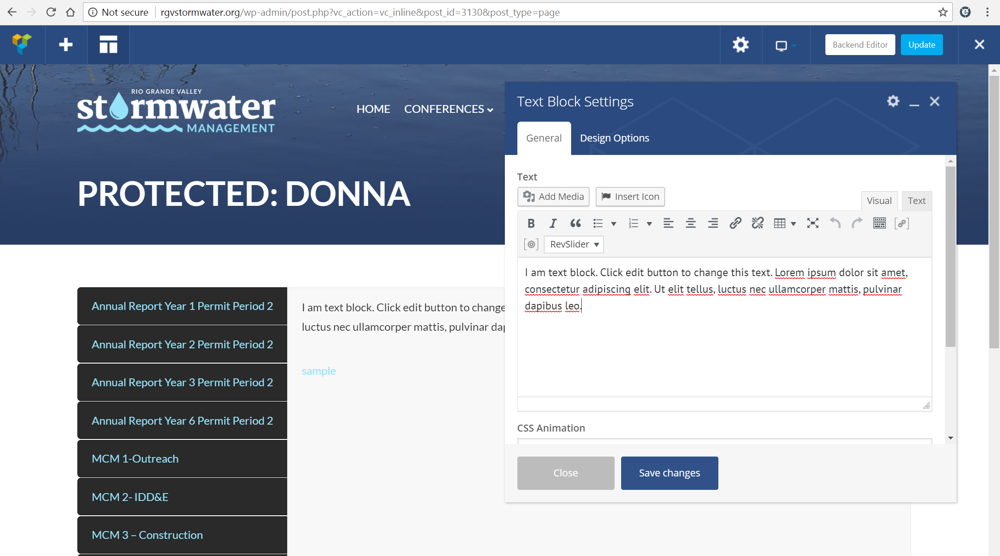 Not secure
rgvstormwater.org/wp-admin/post.php?vc_action=vc_inline&post_id=3130&post_type=page
Backend Editor
Update
RIO GRANDE VALLEY
stormwater
MANAGEMENT
HOME
CONFERENCES
PROTECTED: DONNA
Annual Report Year 1 Permit Period 2
Annual Report Year 2 Permit Period 2
Annual Report Year 3 Permit Period 2
Annual Report Year 6 Permit Period 2
MCM 1-Outreach
MCM 2- IDD&E
MCM 3 – Construction
I am text block. Click edit button to change
luctus nec ullamcorper mattis, pulvinar
sample
Text Block Settings
General
Design Options
Text
Add Media
Insert Icon
Visual
Text
RevSlider
I am text block. Click edit button to change this text. Lorem ipsum dolor sit amet,
consectetur adipiscing elit. Ut elit tellus, luctus nec ullamcorper mattis, pulvinar
dapibus leo.
CSS Animation
Close
Save changes